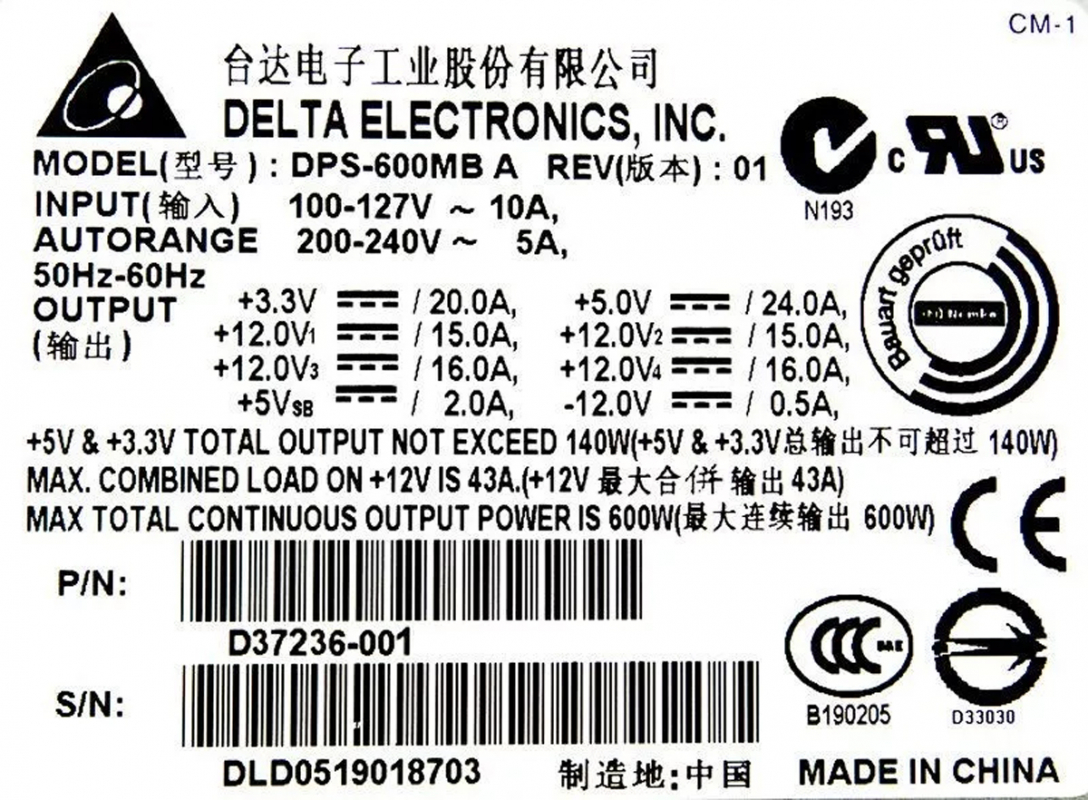 CM-1
台达电子工业股份有限公司
DELTA ELECTRONICS, INC.
MODEL(型号) : DPS-600MB A REV(版本) : 01
INPUT(输入) 100-127V ~ 10A,
AUTORANGE 200-240V ~ 5A,
50Hz-60Hz
OUTPUT
(输出)
+3.3V / 20.0A, +5.0V / 24.0A,
+12.0V1 / 15.0A, +12.0V2 / 15.0A,
+12.0V3 / 16.0A, +12.0V4 / 16.0A,
+5VSB / 2.0A, -12.0V / 0.5A,
+5V & +3.3V TOTAL OUTPUT NOT EXCEED 140W(+5V & +3.3V总输出不可超过 140W)
MAX. COMBINED LOAD ON +12V IS 43A.(+12V 最大合併输出 43A)
MAX TOTAL CONTINUOUS OUTPUT POWER IS 600W(最大连续输出 600W)
N193
C RU® US
Bauart geprüft
Nemko
CE
P/N:
D37236-001
S/N:
DLD0519018703
CCC
B190205
D33030
制造地:中国 MADE IN CHINA